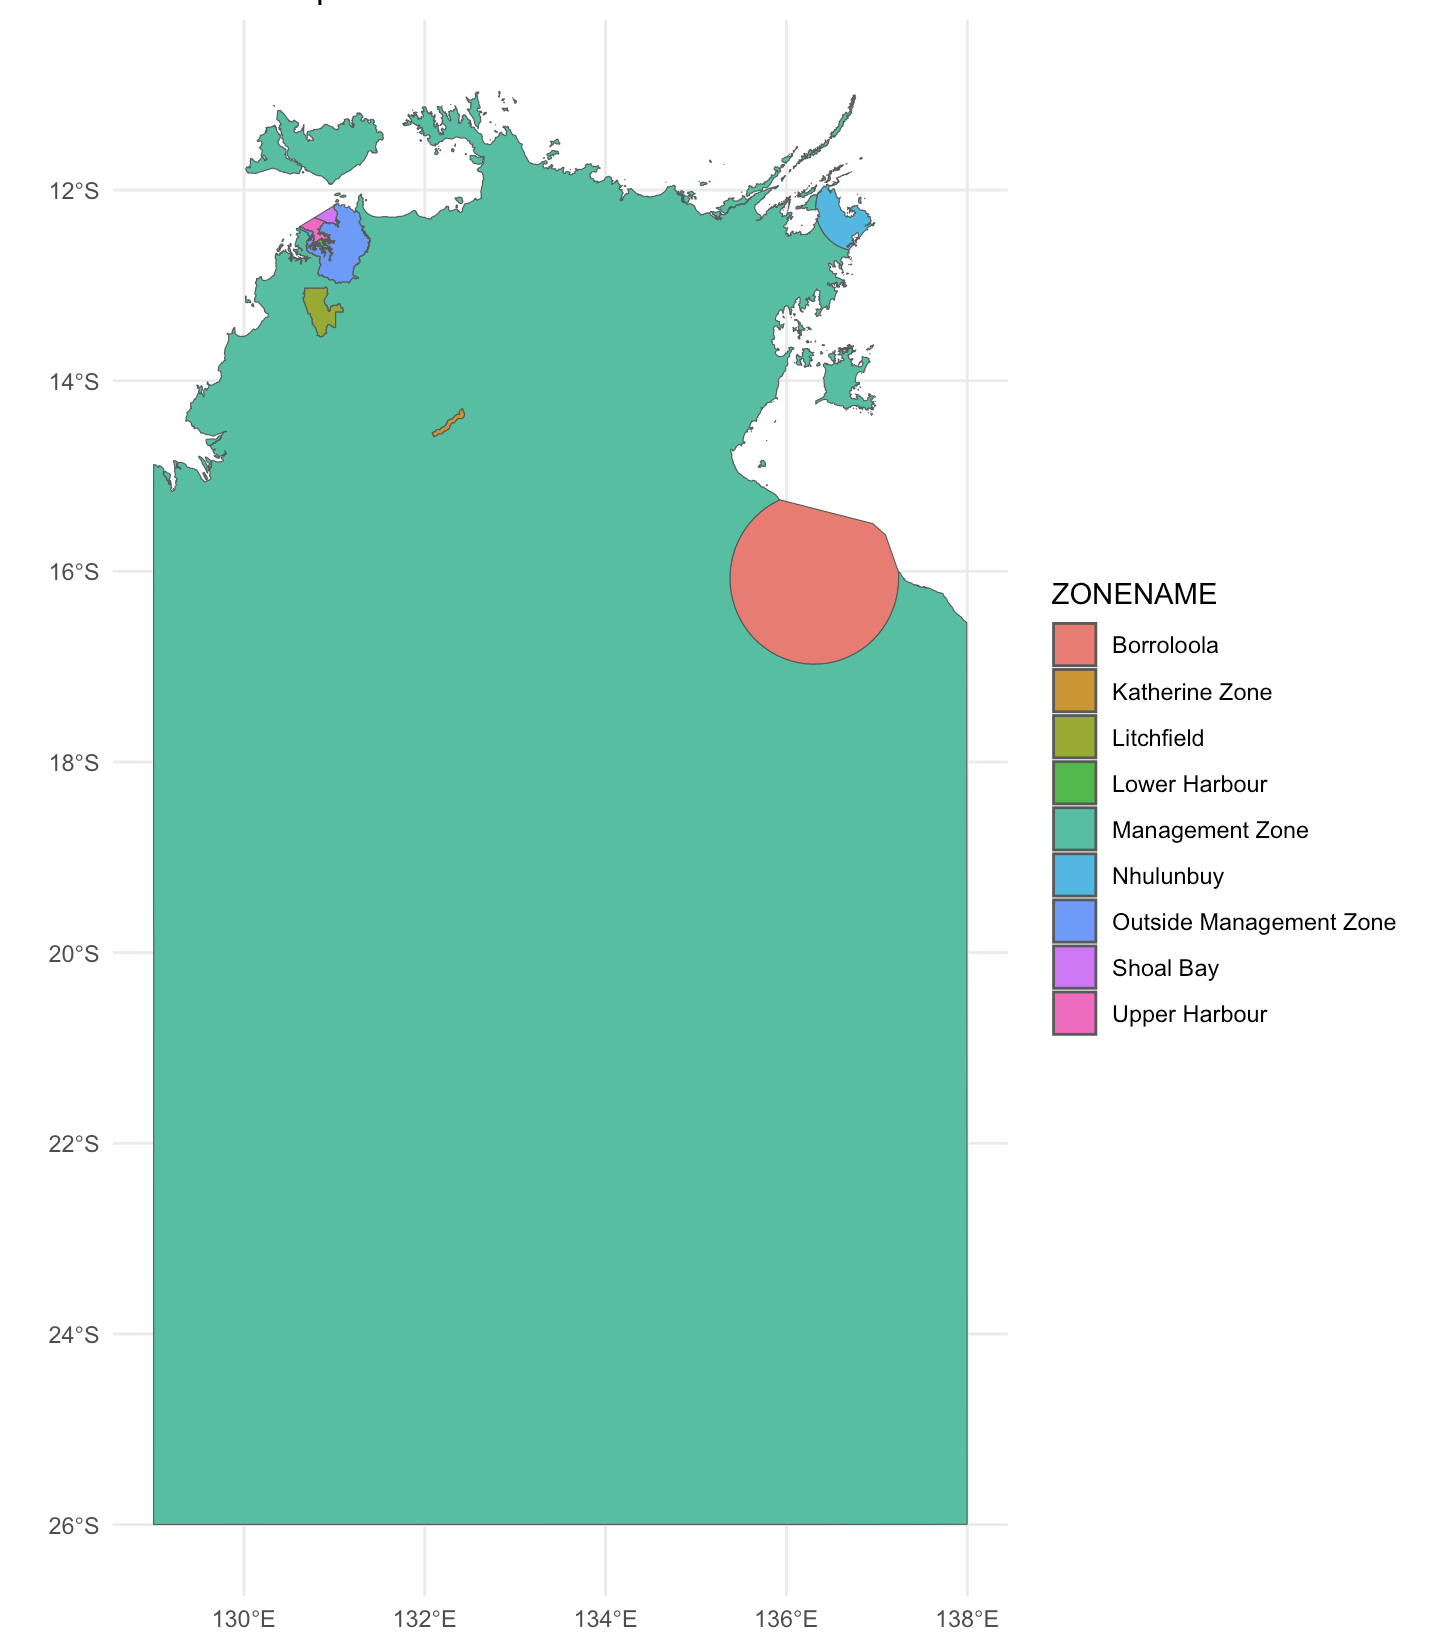 12°S
14°S
16°S
18°S
20°S
22°S
24°S
26°S
130°E 132°E 134°E 136°E 138°E
ZONENAME
Borroloola
Katherine Zone
Litchfield
Lower Harbour
Management Zone
Nhulunbuy
Outside Management Zone
Shoal Bay
Upper Harbour